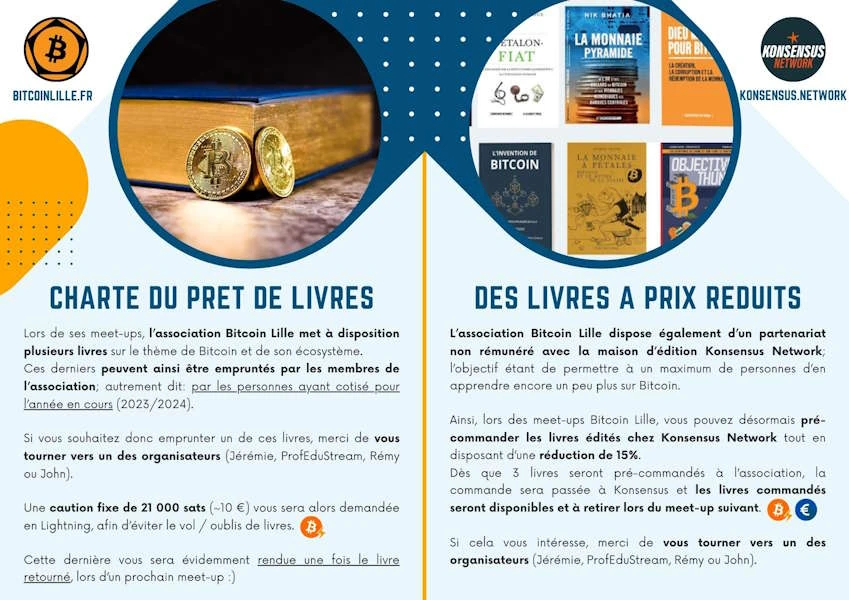 BITCOINLILLE.FR
L'ÉTALON-
FIAT
NIK BHATIA
LA MONNAIE
PYRAMIDE
DIEU
POUR BIT
LA CRÉATION,
LA CORRUPTION ET LA
RÉDEMPTION DE LA MONNA
L'INVENTION DE
BITCOIN
LA MONNAIE
À PÉTALES
OBJECTIV
THUN
KONSENSUS
NETWORK
KONSENSUS.NETWORK
CHARTE DU PRET DE LIVRES
Lors de ses meet-ups, l'association Bitcoin Lille met à disposition
plusieurs livres sur le thème de Bitcoin et de son écosystème.
Ces derniers peuvent ainsi être empruntés par les membres de
l'association; autrement dit: par les personnes ayant cotisé pour
l'année en cours (2023/2024).
Si vous souhaitez donc emprunter un de ces livres, merci de vous
tourner vers un des organisateurs (Jérémie, ProfEduStream, Rémy
ou John).
Une caution fixe de 21 000 sats (~10 €) vous sera alors demandée
en Lightning, afin d'éviter le vol / oublis de livres.
Cette dernière vous sera évidemment rendue une fois le livre
retourné, lors d'un prochain meet-up :)
DES LIVRES A PRIX REDUITS
L'association Bitcoin Lille dispose également d'un partenariat
non rémunéré avec la maison d'édition Konsensus Network;
l'objectif étant de permettre à un maximum de personnes d'en
apprendre encore un peu plus sur Bitcoin.
Ainsi, lors des meet-ups Bitcoin Lille, vous pouvez désormais pré-
commander les livres édités chez Konsensus Network tout en
disposant d'une réduction de 15%.
Dès que 3 livres seront pré-commandés à l'association, la
commande sera passée à Konsensus et les livres commandés
seront disponibles et à retirer lors du meet-up suivant. €
Si cela vous intéresse, merci de vous tourner vers un des
organisateurs (Jérémie, ProfEduStream, Rémy ou John).